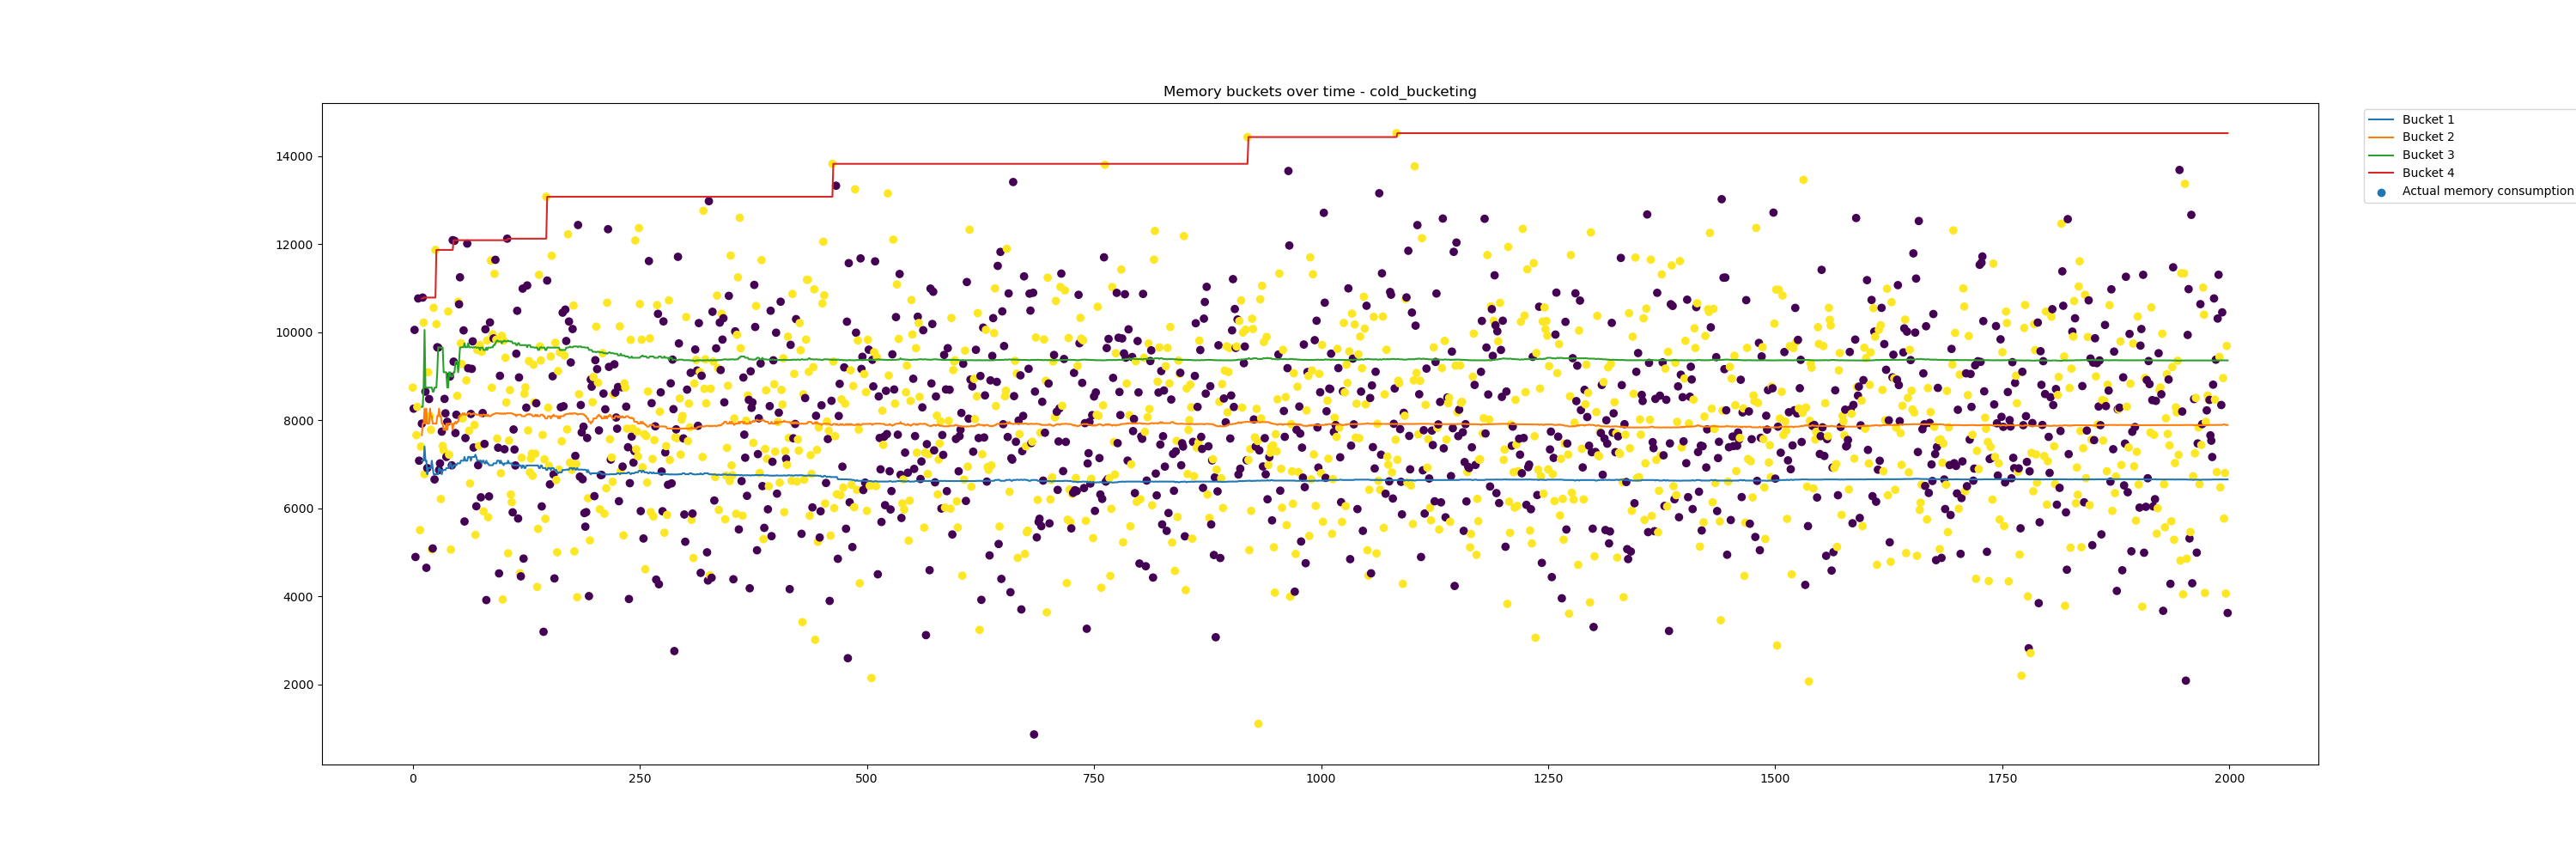 Memory buckets over time - cold_bucketing
Bucket 1
Bucket 2
Bucket 3
Bucket 4
Actual memory consumption
14000
12000
10000
8000
6000
4000
2000
0 250 500 750 1000 1250 1500 1750 2000